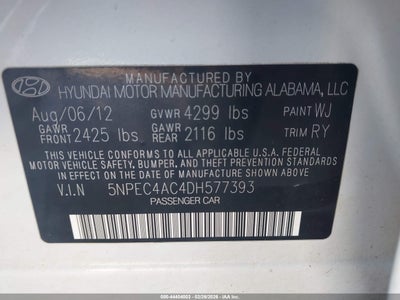 MANUFACTURED BY
HYUNDAI MOTOR MANUFACTURING ALABAMA, LLC
Aug/06/12 GVWR 4299 lbs PAINT WJ
GAWR FRONT 2425 lbs GAWR REAR 2116 lbs TRIM RY
THIS VEHICLE CONFORMS TO ALL APPLICABLE U.S. FEDERAL
MOTOR VEHICLE SAFETY, BUMPER, AND THEFT PREVENTION STANDARDS
IN EFFECT ON THE DATE OF MANUFACTURE SHOWN ABOVE.
V.I.N 5NPEC4AC4DH577393
PASSENGER CAR